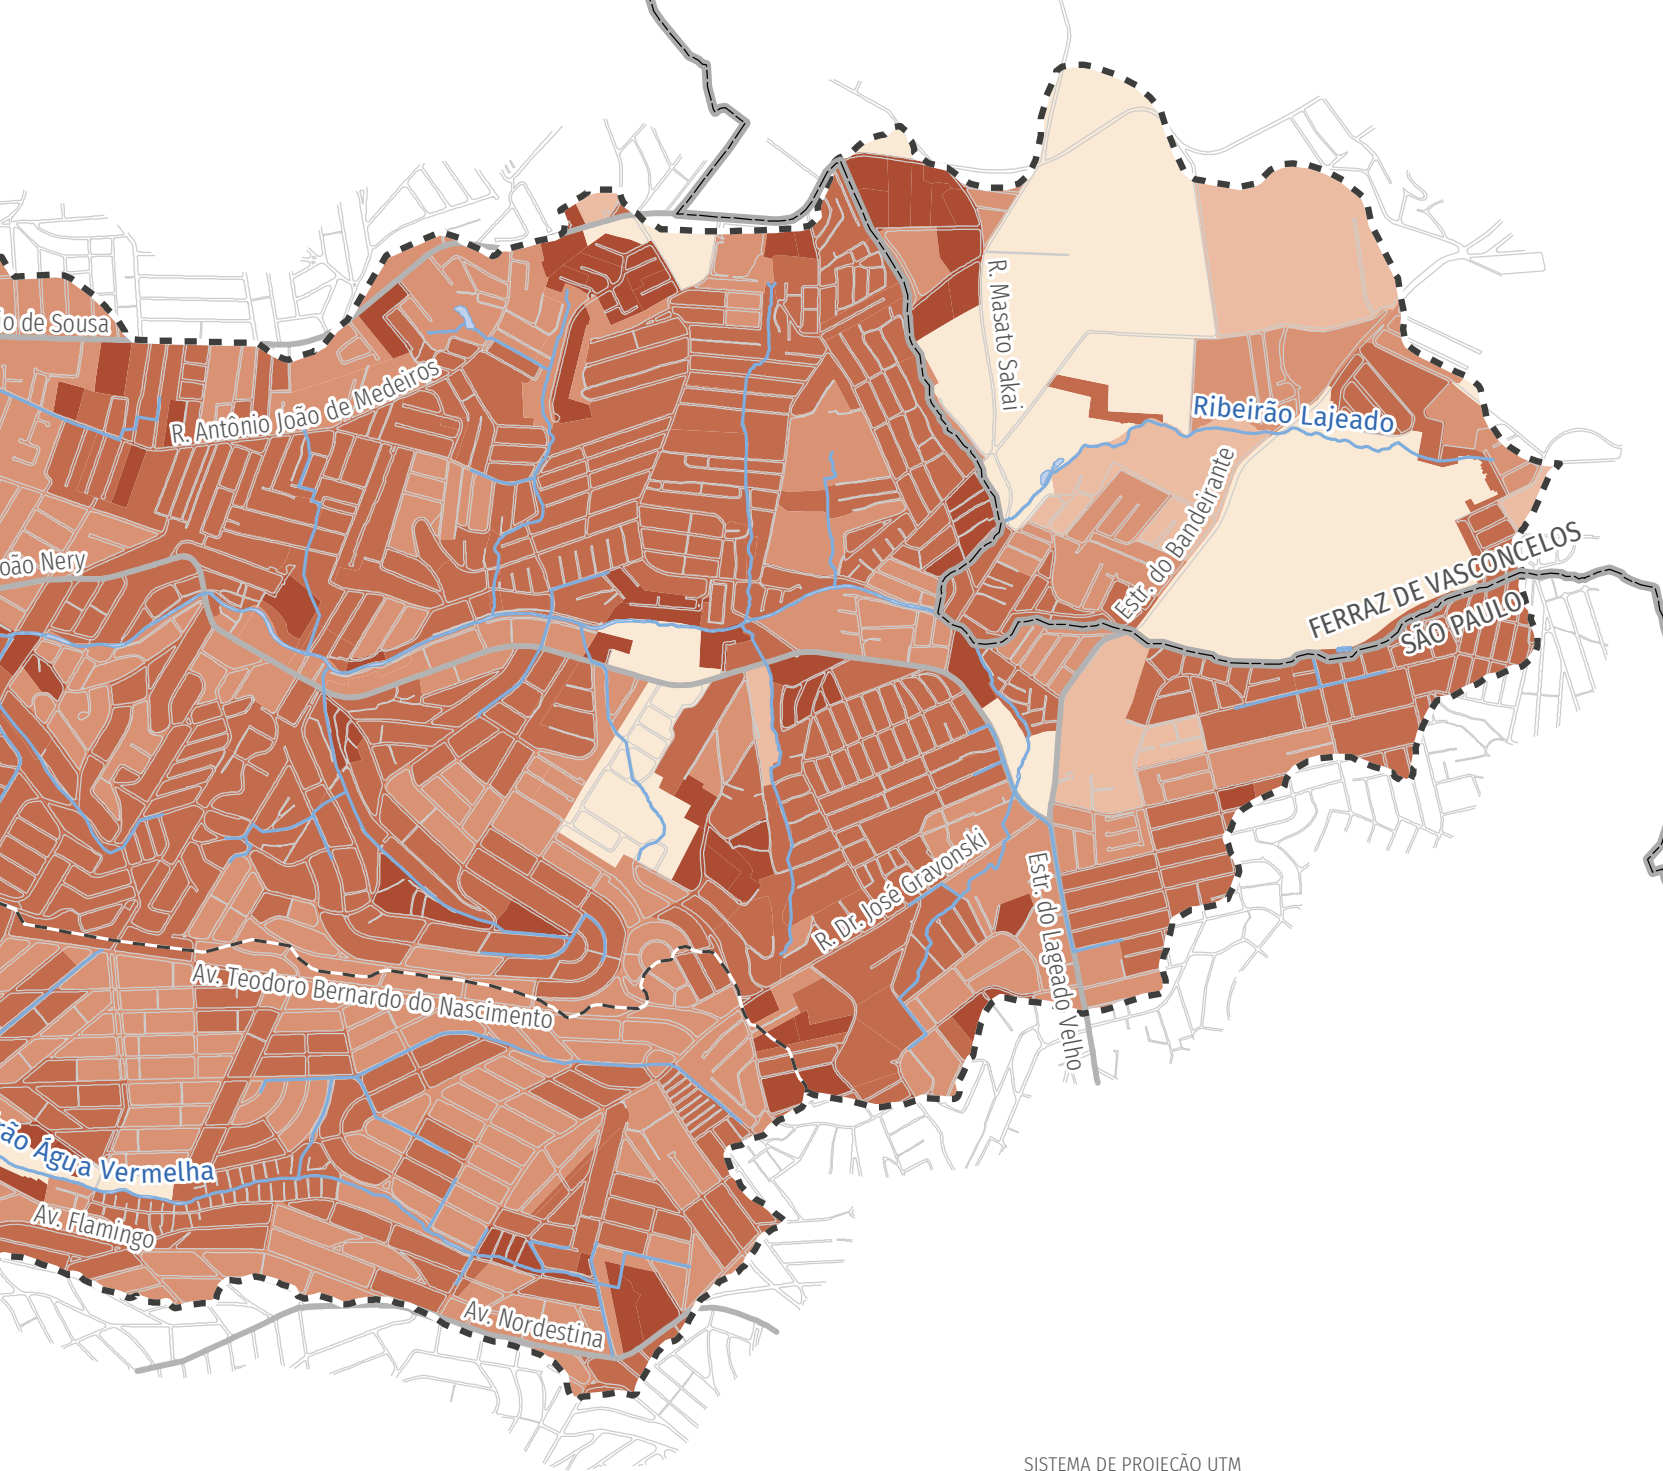 io de Sousa
R. Antônio João de Medeiros
R. Masato Sakai
Ribeirão Lajeado
Estr. do Bandeirante
oão Nery
FERRAZ DE VASCONCELOS
SÃO PAULO
R. Dr. José Gravonski
Estr. do Lageado Velho
Av. Teodoro Bernardo do Nascimento
rão Água Vermelha
Av. Flamingo
Av. Nordestina
SISTEMA DE PROJEÇÃO UTM